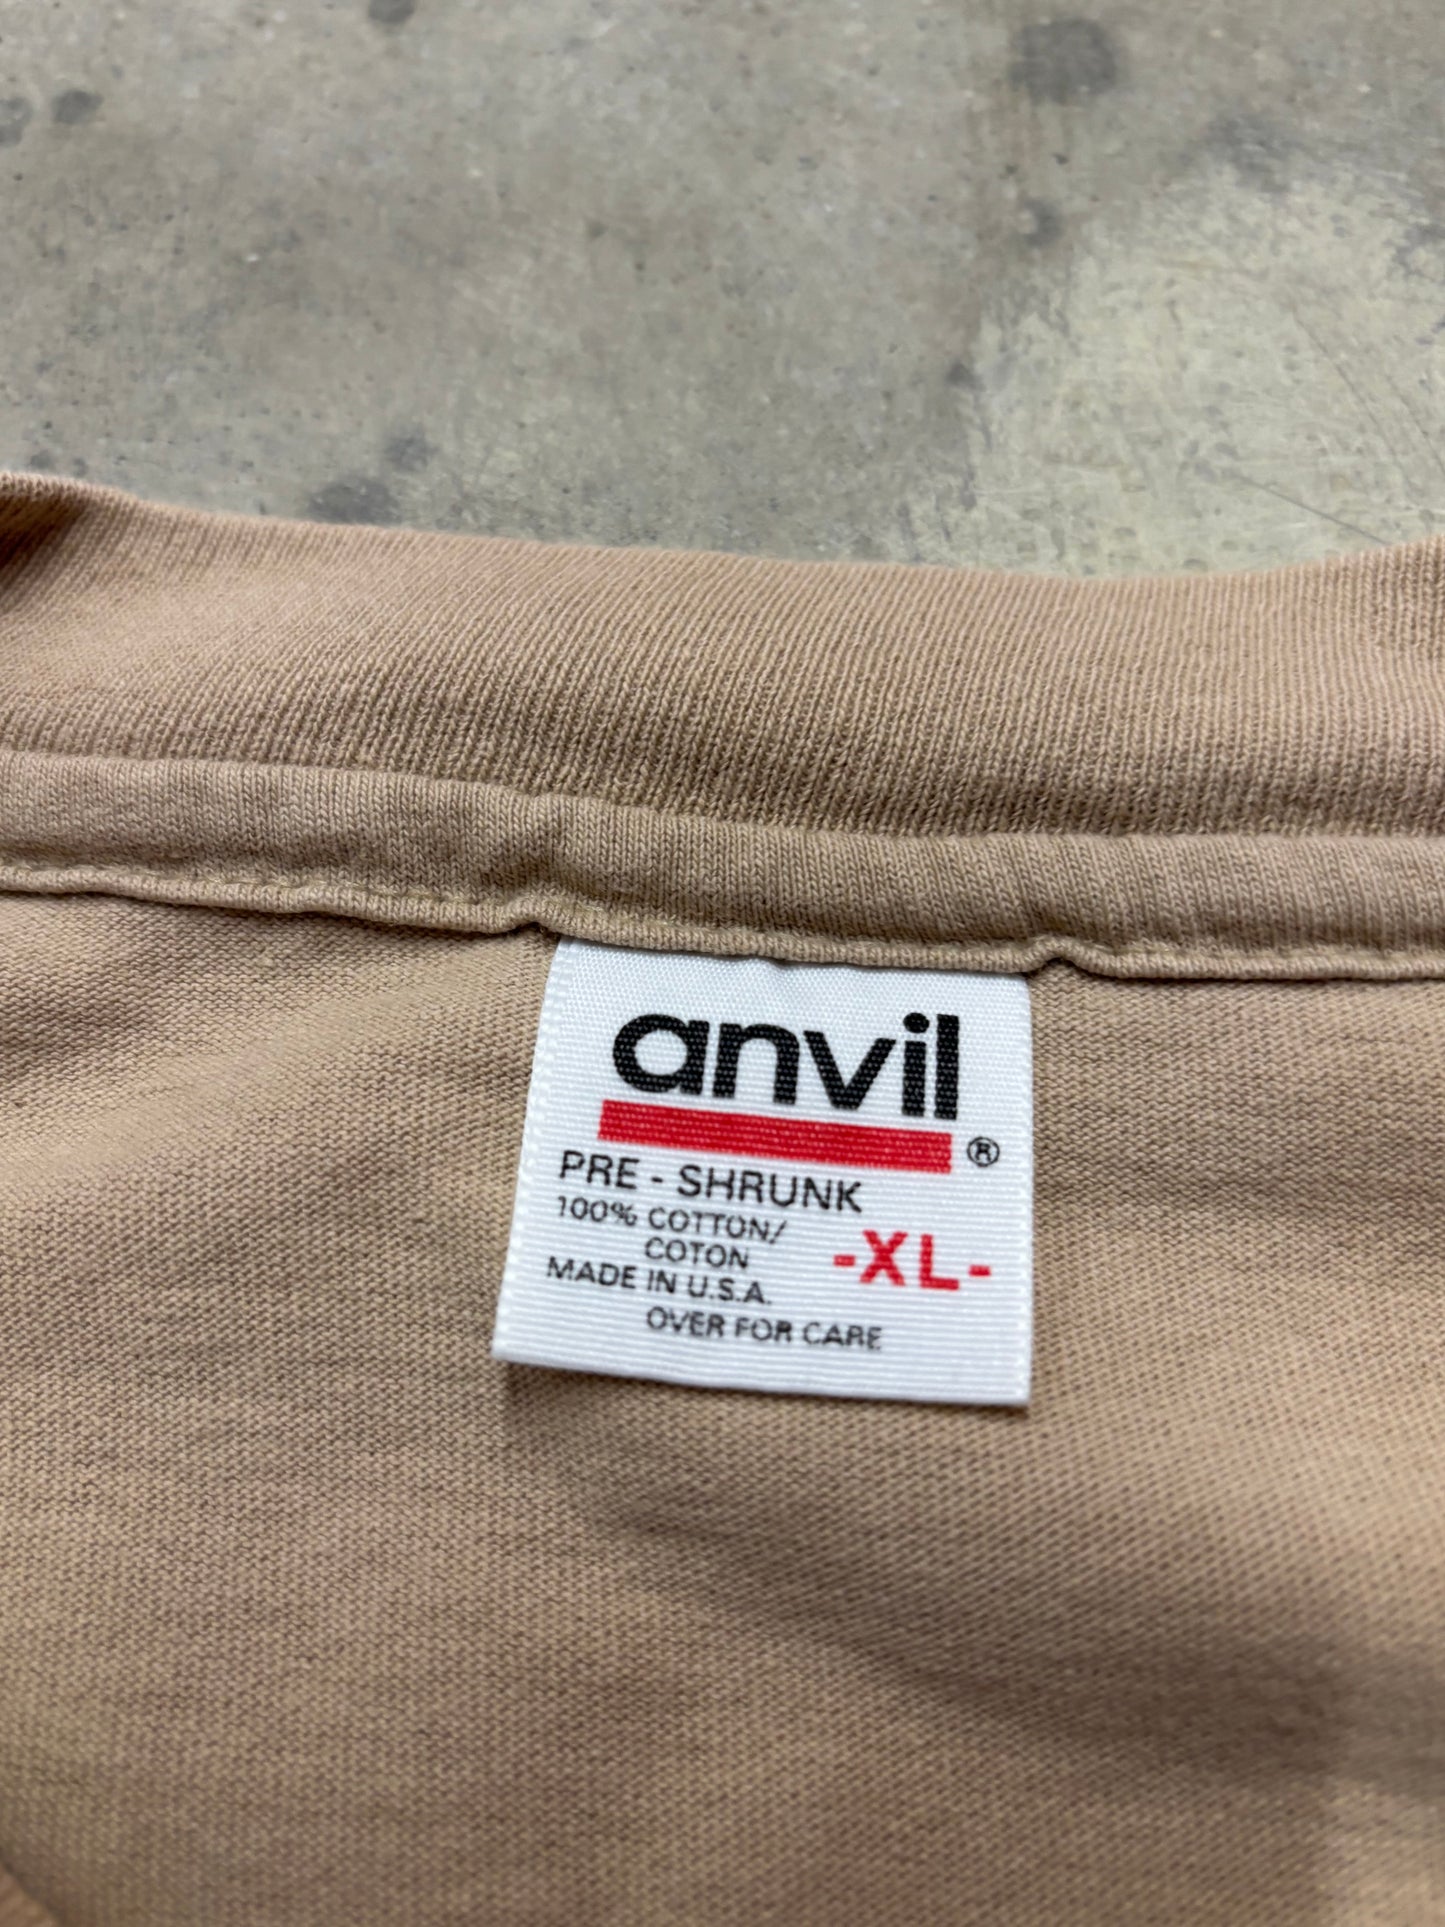 anvil
®
PRE - SHRUNK
100% COTTON/
COTON
-XL-
MADE IN U.S.A.
OVER FOR CARE